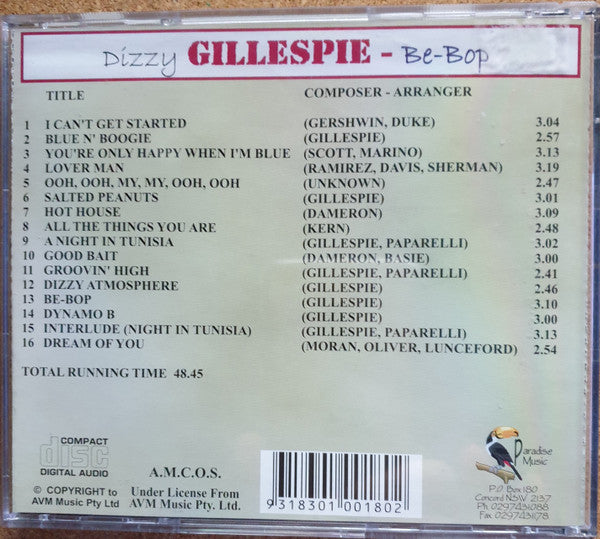 Dizzy GILLESPIE - Be-Bop
TITLE COMPOSER - ARRANGER
1 I CAN'T GET STARTED (GERSHWIN, DUKE) 3.04
2 BLUE N' BOOGIE (GILLESPIE) 2.57
3 YOU'RE ONLY HAPPY WHEN I'M BLUE (SCOTT, MARINO) 3.13
4 LOVER MAN (RAMIREZ, DAVIS, SHERMAN) 3.19
5 OOH, OOH, MY, MY, OOH, OOH (UNKNOWN) 2.47
6 SALTED PEANUTS (GILLESPIE) 3.01
7 HOT HOUSE (DAMERON) 3.09
8 ALL THE THINGS YOU ARE (KERN) 2.48
9 A NIGHT IN TUNISIA (GILLESPIE, PAPARELLI) 3.02
10 GOOD BAIT (DAMERON, BASIE) 3.00
11 GROOVIN' HIGH (GILLESPIE, PAPARELLI) 2.41
12 DIZZY ATMOSPHERE (GILLESPIE) 2.46
13 BE-BOP (GILLESPIE) 3.10
14 DYNAMO B (GILLESPIE) 3.00
15 INTERLUDE (NIGHT IN TUNISIA) (GILLESPIE, PAPARELLI) 3.13
16 DREAM OF YOU (MORAN, OLIVER, LUNCEFORD) 2.54
TOTAL RUNNING TIME 48.45
COMPACT
disc
DIGITAL AUDIO
© COPYRIGHT to
AVM Music Pty Ltd
A.M.C.O.S.
Under License From
AVM Music Pty. Ltd.
9 318301 001802
Paradise
Music
P.O. Box 180
Concord N.S.W. 2137
Ph 0297431088
Fax 0297431178